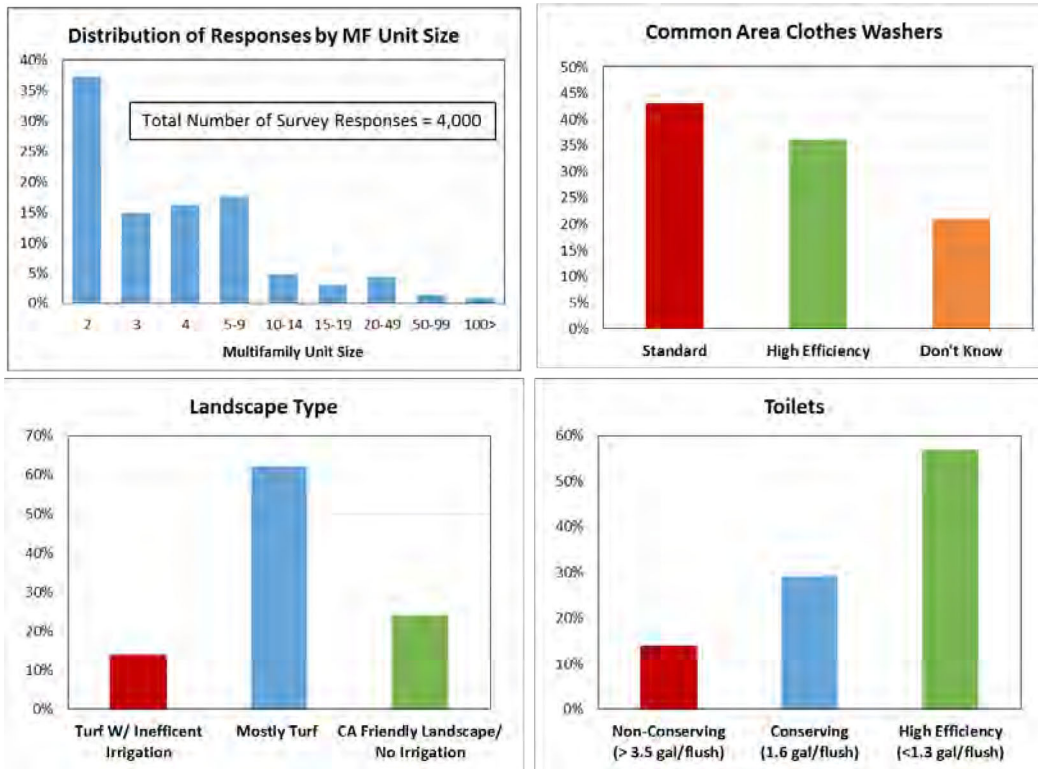 Distribution of Responses by MF Unit Size
40%
35%
30%
25%
20%
15%
10%
5%
0%
Total Number of Survey Responses = 4,000
2 3 4 5-9 10-14 15-19 20-49 50-99 100>
Multifamily Unit Size
Common Area Clothes Washers
50%
45%
40%
35%
30%
25%
20%
15%
10%
5%
0%
Standard High Efficiency Don't Know
Landscape Type
70%
60%
50%
40%
30%
20%
10%
0%
Turf W/ Inefficent Mostly Turf CA Friendly Landscape/
Irrigation No Irrigation
Toilets
60%
50%
40%
30%
20%
10%
0%
Non-Conserving Conserving High Efficiency
(> 3.5 gal/flush) (1.6 gal/flush) (<1.3 gal/flush)